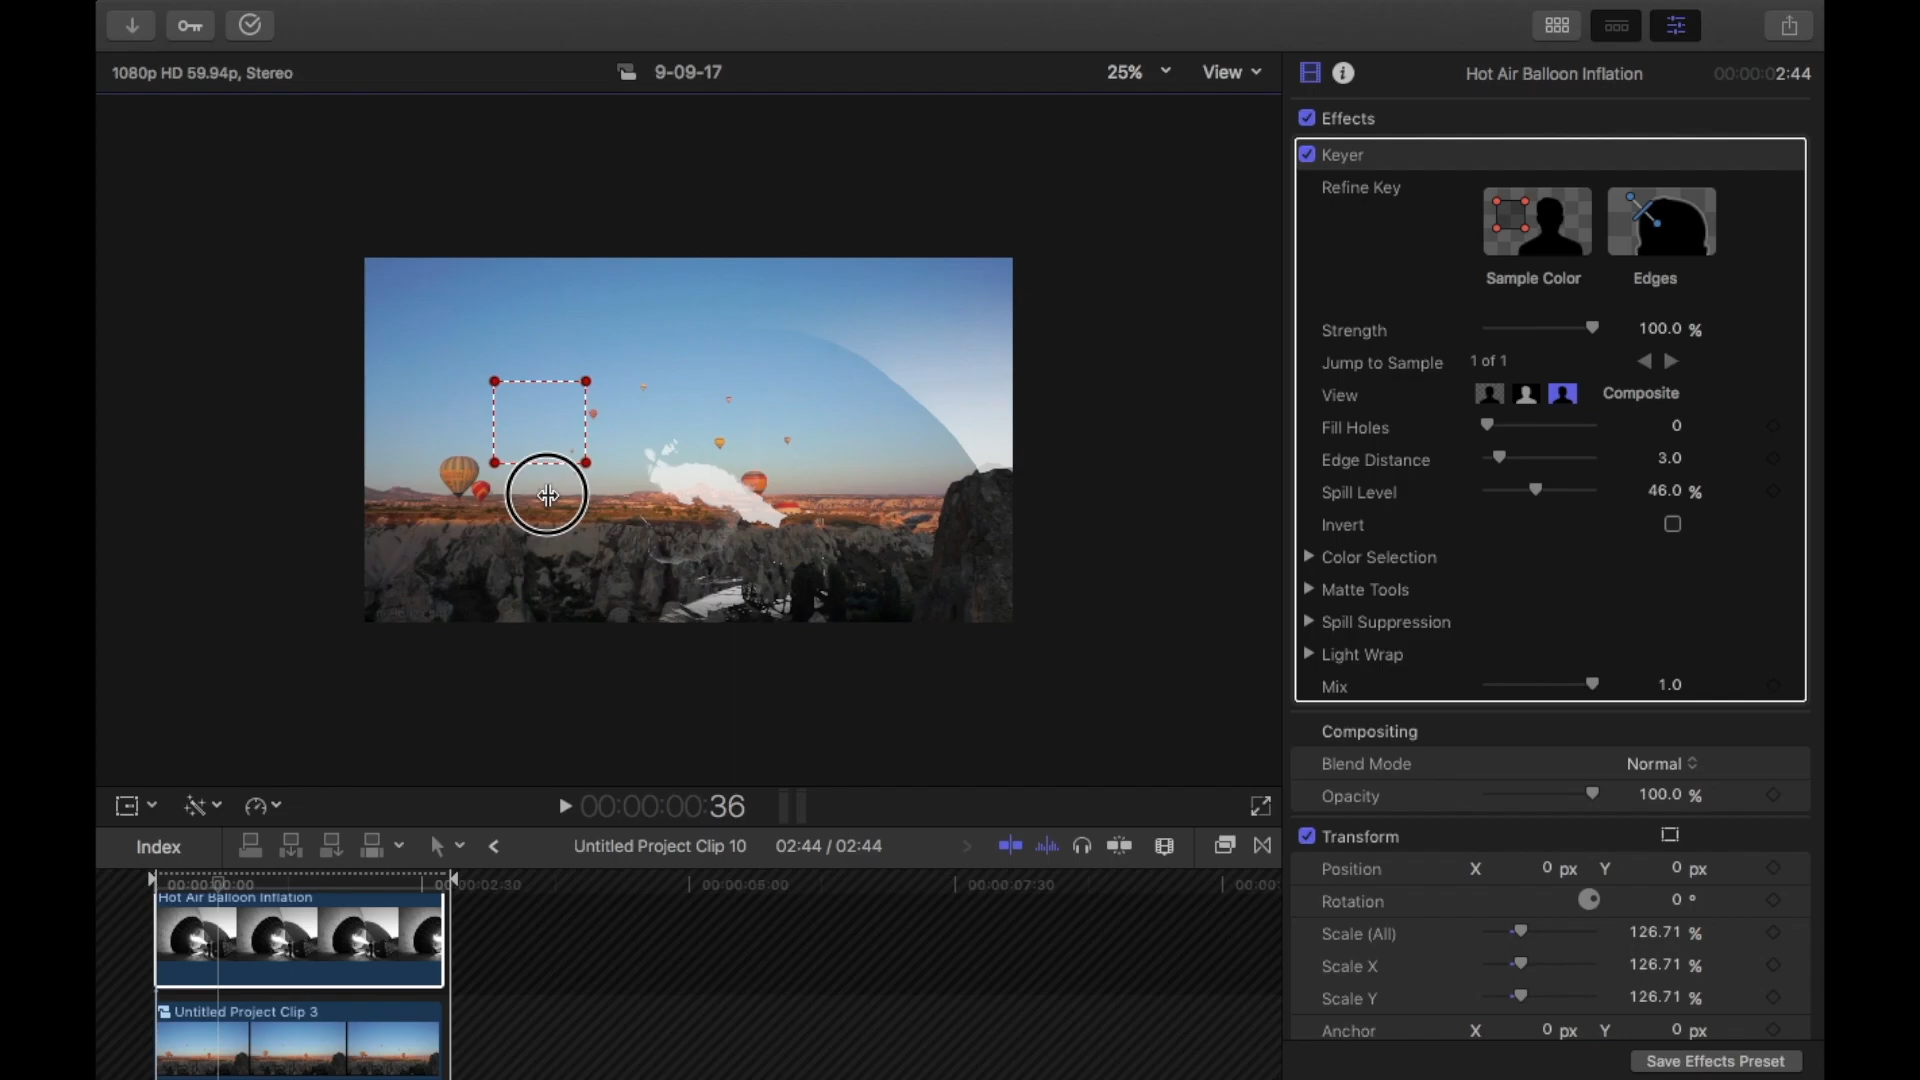 1080p HD 59.94p, Stereo
9-09-17
25%
View
Hot Air Balloon Inflation
00:00:02:44
Effects
Keyer
Refine Key
Sample Color
Edges
Strength
100.0 %
Jump to Sample
1 of 1
View
Composite
Fill Holes
0
Edge Distance
3.0
Spill Level
46.0 %
Invert
Color Selection
Matte Tools
Spill Suppression
Light Wrap
Mix
1.0
Compositing
Blend Mode
Normal
Opacity
100.0 %
Transform
Position
X
0 px
Y
0 px
Rotation
0 °
Scale (All)
126.71 %
Scale X
126.71 %
Scale Y
126.71 %
Anchor
X
0 px
Y
0 px
Save Effects Preset
00:00:00:36
Index
Untitled Project Clip 10
02:44 / 02:44
00:00:00:00
00:00:02:30
00:00:05:00
00:00:07:30
00:00:
Hot Air Balloon Inflation
Untitled Project Clip 3